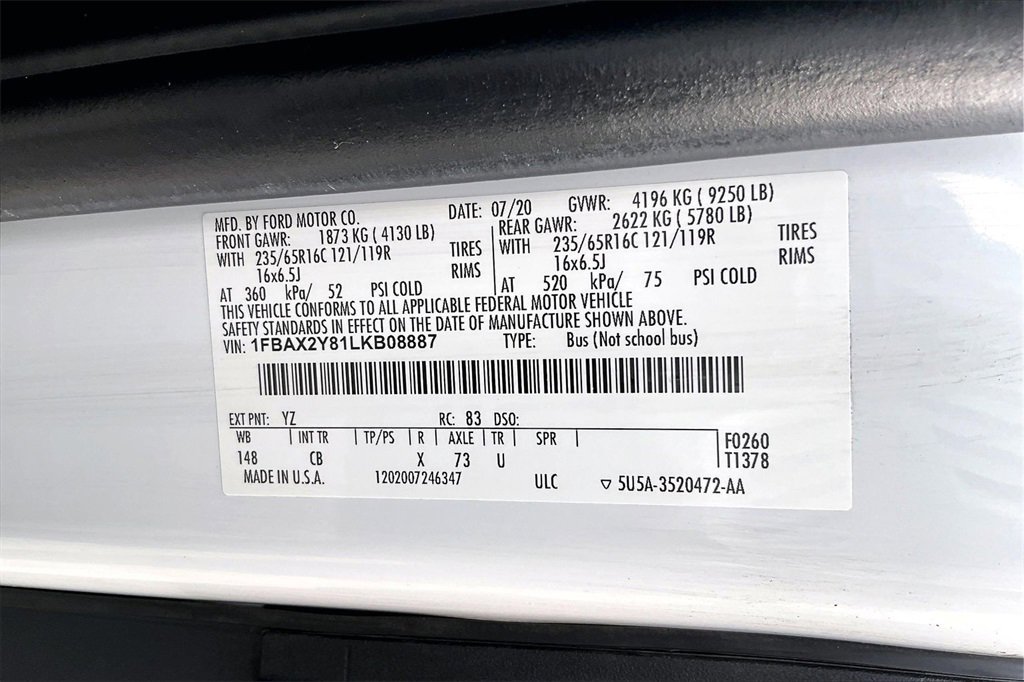 MFD. BY FORD MOTOR CO. DATE: 07/20 GVWR: 4196 KG ( 9250 LB)
FRONT GAWR: 1873 KG ( 4130 LB) REAR GAWR: 2622 KG ( 5780 LB)
WITH 235/65R16C 121/119R TIRES WITH 235/65R16C 121/119R TIRES
16x6.5J RIMS 16x6.5J RIMS
AT 360 kPa/ 52 PSI COLD AT 520 kPa/ 75 PSI COLD
THIS VEHICLE CONFORMS TO ALL APPLICABLE FEDERAL MOTOR VEHICLE
SAFETY STANDARDS IN EFFECT ON THE DATE OF MANUFACTURE SHOWN ABOVE.
VIN: 1FBAX2Y81LKB08887 TYPE: Bus (Not school bus)
EXT PNT: YZ RC: 83 DSO:
WB INT TR TP/PS R AXLE TR SPR F0260
148 CB X 73 U T1378
MADE IN U.S.A. 1202007246347 ULC ▽ 5U5A-3520472-AA